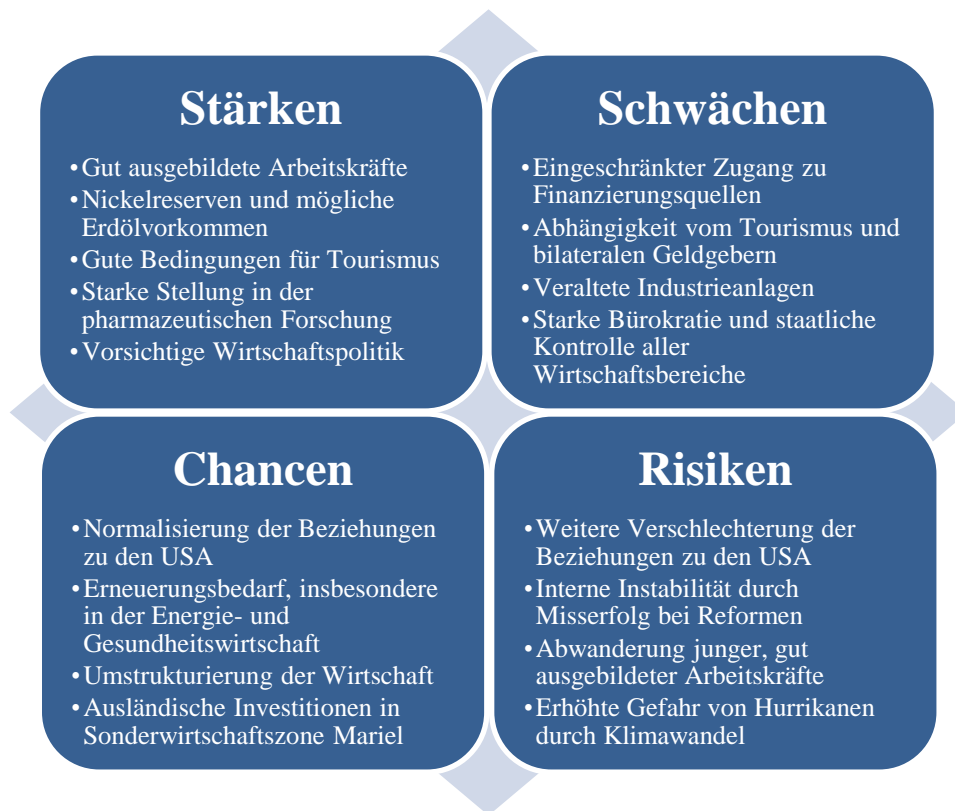 Stärken
•Gut ausgebildete Arbeitskräfte
•Nickelreserven und mögliche
Erdölvorkommen
•Gute Bedingungen für Tourismus
•Starke Stellung in der
pharmazeutischen Forschung
•Vorsichtige Wirtschaftspolitik
Schwächen
•Eingeschränkter Zugang zu
Finanzierungsquellen
•Abhängigkeit vom Tourismus und
bilateralen Geldgebern
•Veraltete Industrieanlagen
•Starke Bürokratie und staatliche
Kontrolle aller
Wirtschaftsbereiche
Chancen
•Normalisierung der Beziehungen
zu den USA
•Erneuerungsbedarf, insbesondere
in der Energie- und
Gesundheitswirtschaft
•Umstrukturierung der Wirtschaft
•Ausländische Investitionen in
Sonderwirtschaftszone Mariel
Risiken
•Weitere Verschlechterung der
Beziehungen zu den USA
•Interne Instabilität durch
Misserfolg bei Reformen
•Abwanderung junger, gut
ausgebildeter Arbeitskräfte
•Erhöhte Gefahr von Hurrikanen
durch Klimawandel